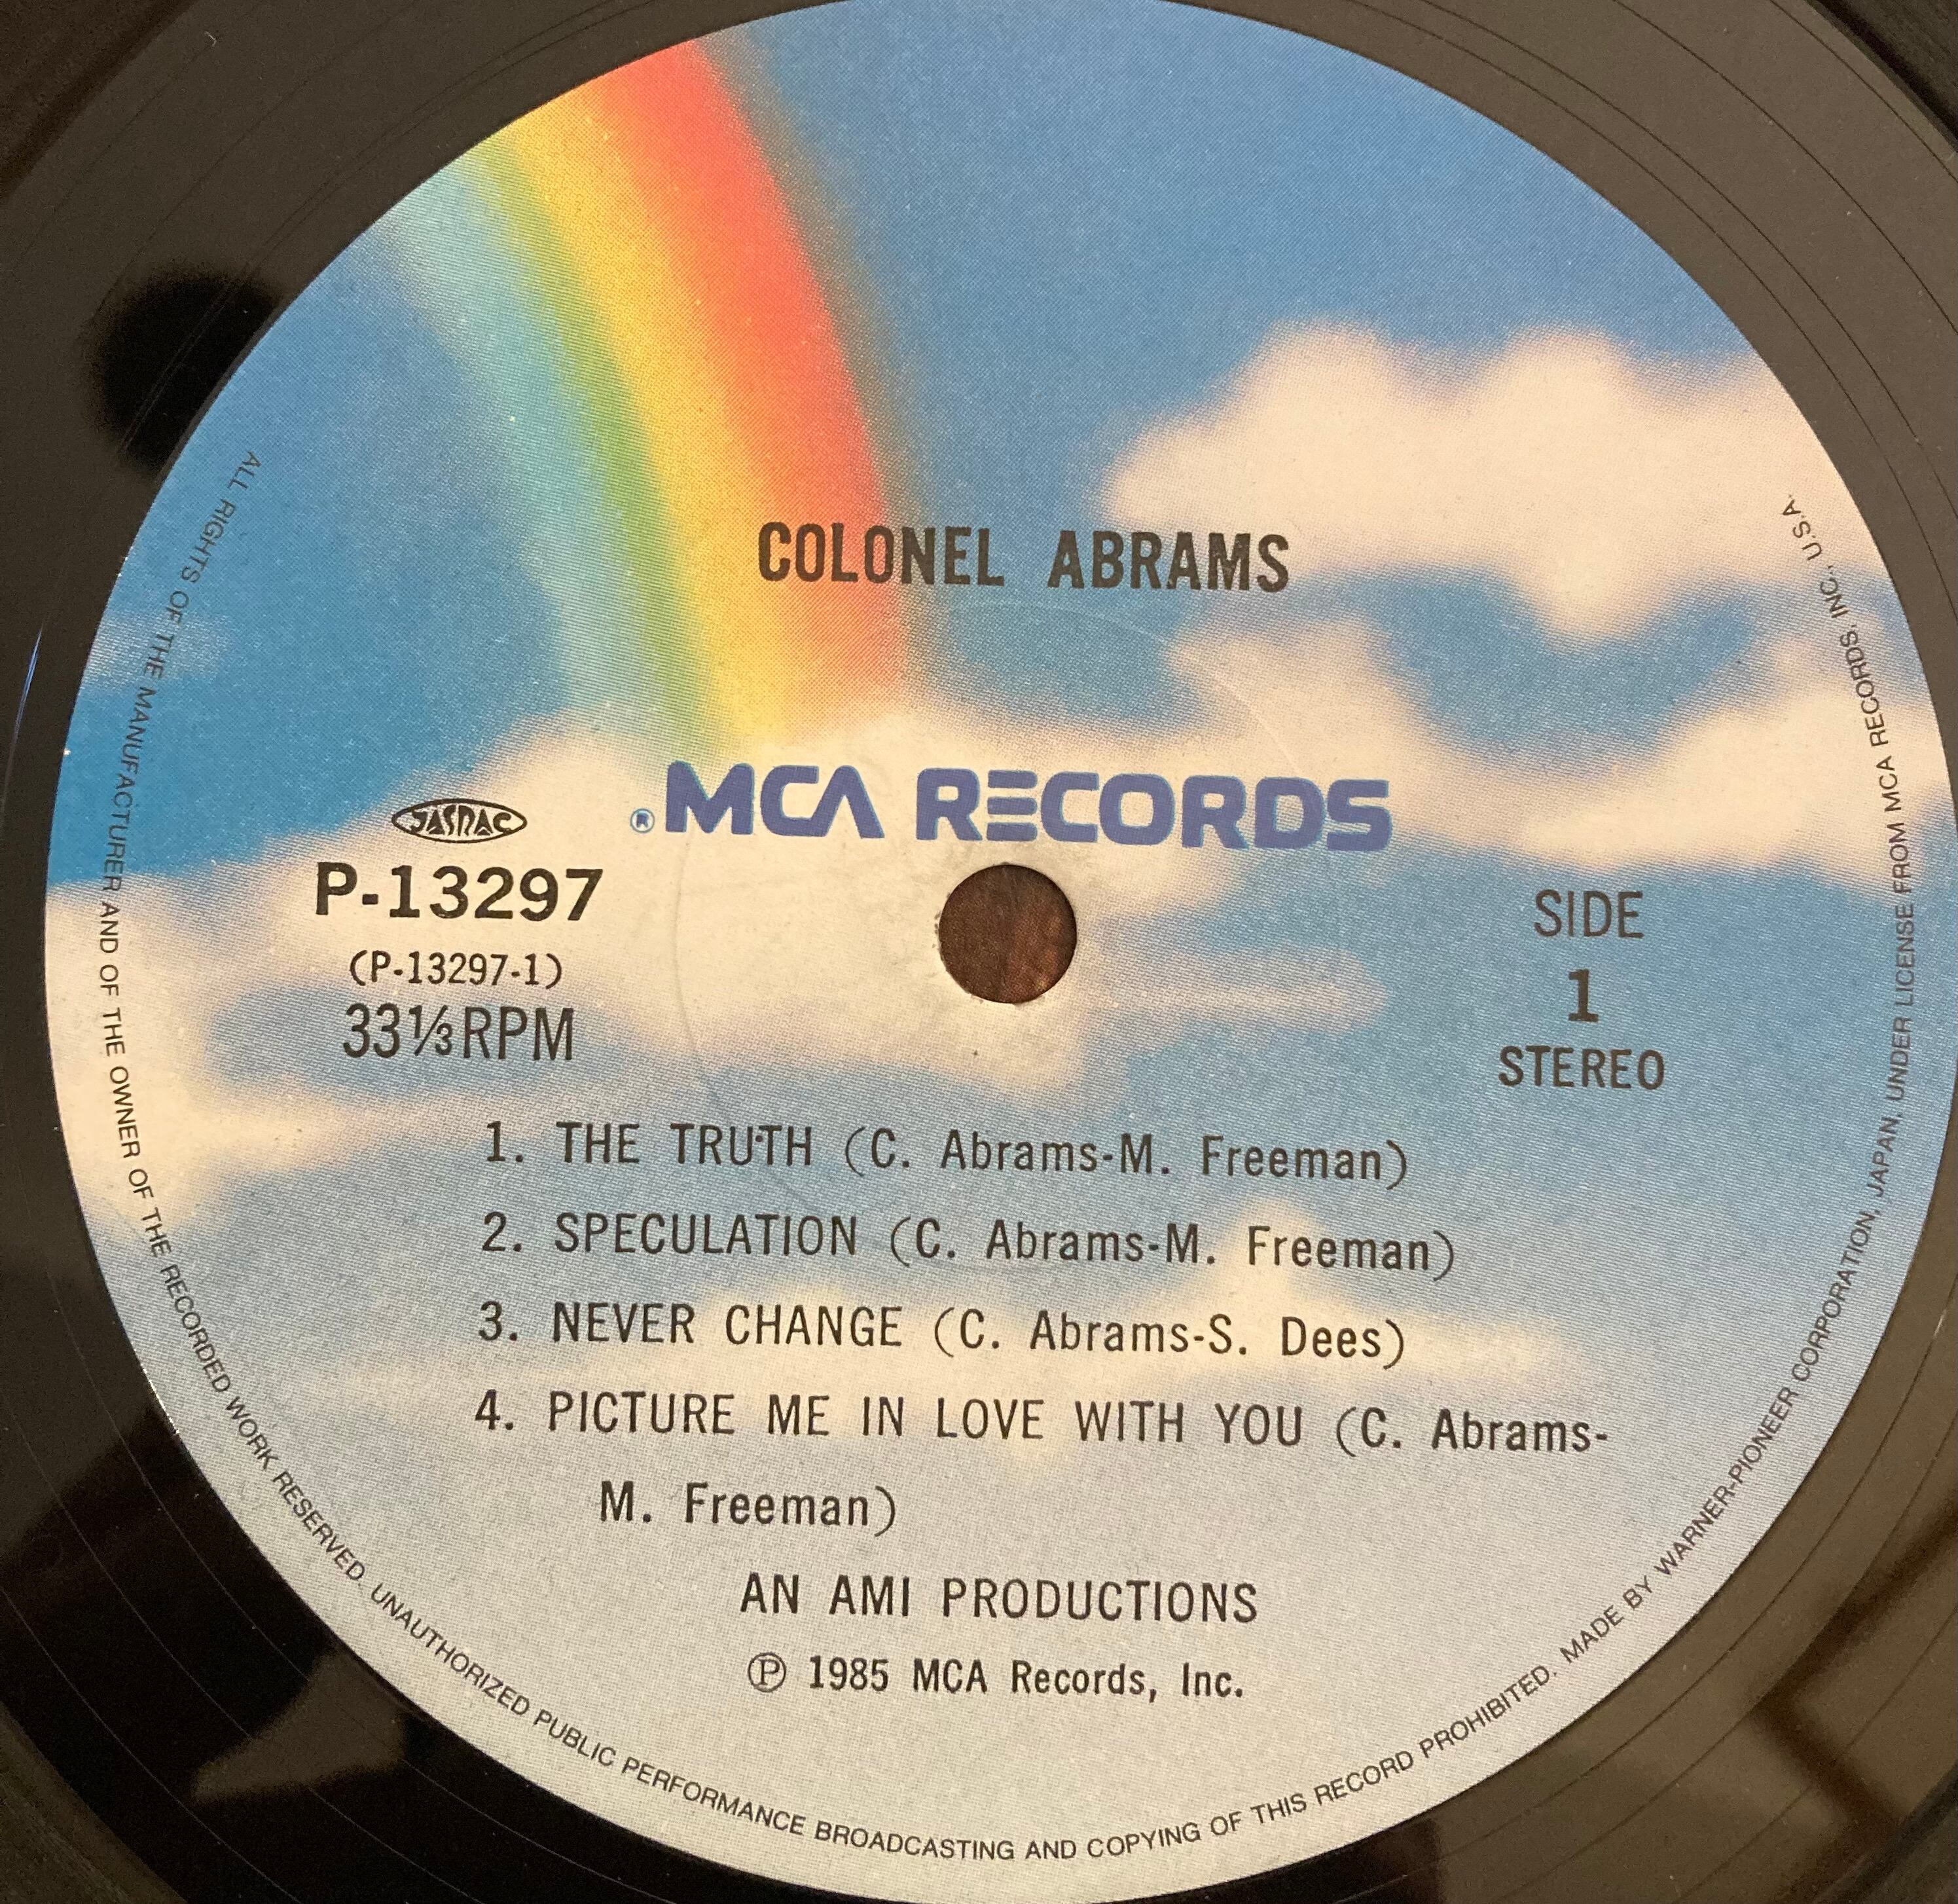 COLONEL ABRAMS
® MCA RECORDS
JASRAC
P-13297
(P-13297-1)
33⅓RPM
SIDE
1
STEREO
1. THE TRUTH (C. Abrams-M. Freeman)
2. SPECULATION (C. Abrams-M. Freeman)
3. NEVER CHANGE (C. Abrams-S. Dees)
4. PICTURE ME IN LOVE WITH YOU (C. Abrams-
M. Freeman)
AN AMI PRODUCTIONS
℗ 1985 MCA Records, Inc.
ALL RIGHTS OF THE MANUFACTURER AND OF THE OWNER OF THE RECORDED WORK RESERVED. UNAUTHORIZED PUBLIC PERFORMANCE BROADCASTING AND COPYING OF THIS RECORD PROHIBITED. MADE BY WARNER-PIONEER CORPORATION, JAPAN, UNDER LICENSE FROM MCA RECORDS, INC., U.S.A.